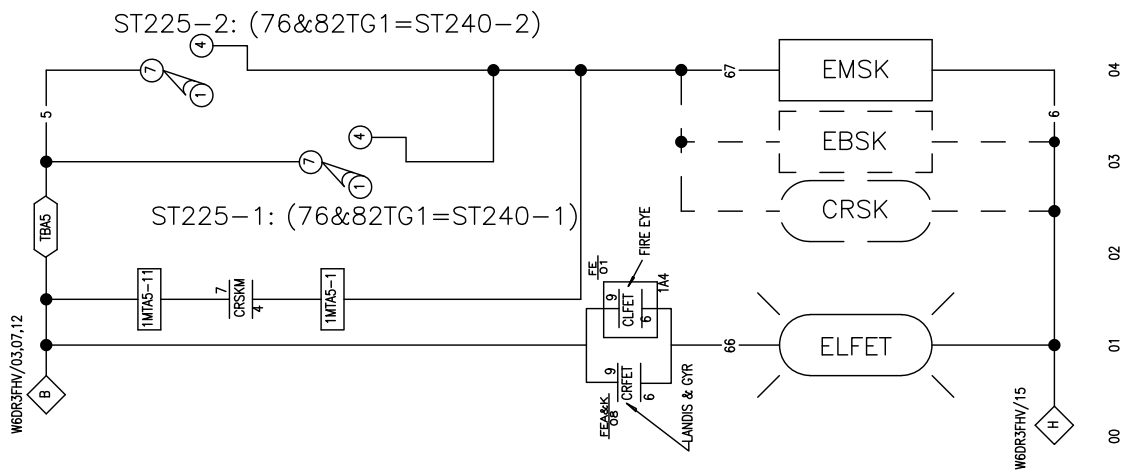 ST225-2: (76&82TG1=ST240-2)
4
7
1
5
67
EMSK
6
04
4
7
1
EBSK
03
ST225-1: (76&82TG1=ST240-1)
CRSK
TBA5
02
FIRE EYE
FE
01
1A4
9
CLFET
6
1MTA5-11
7
CRSKM
4
1MTA5-1
W6DR3FHV/03,07,12
B
66
ELFET
01
9
CRFET
6
FEA&K
08
LANDIS & GYR
W6DR3FHV/15
H
00